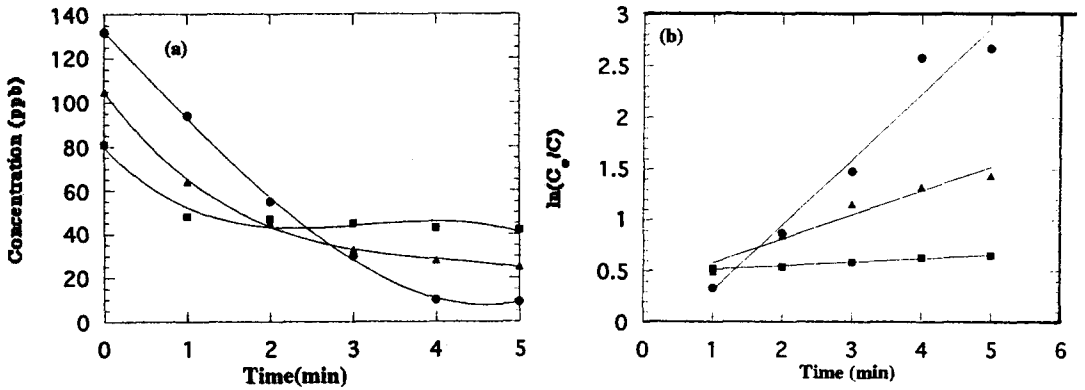 (a)
Concentration (ppb)
140
120
100
80
60
40
20
0
0 1 2 3 4 5
Time(min)
(b)
ln(C₀/C)
3
2.5
2
1.5
1
0.5
0
0 1 2 3 4 5 6
Time (min)